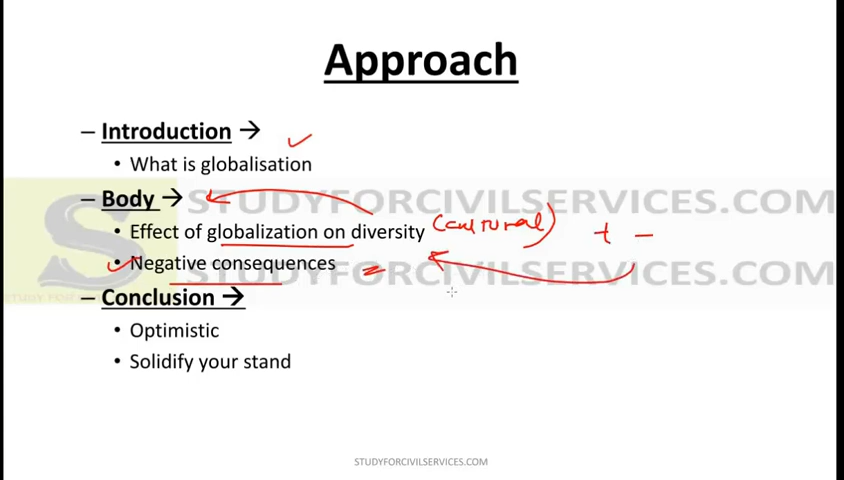 Approach
– Introduction →
• What is globalisation
– Body →
STUDYFORCIVILSERVICES.COM
• Effect of globalization on diversity (cultural) + –
• Negative consequences
STUDYFORCIVILSERVICES.COM
– Conclusion →
• Optimistic
• Solidify your stand
STUDYFORCIVILSERVICES.COM